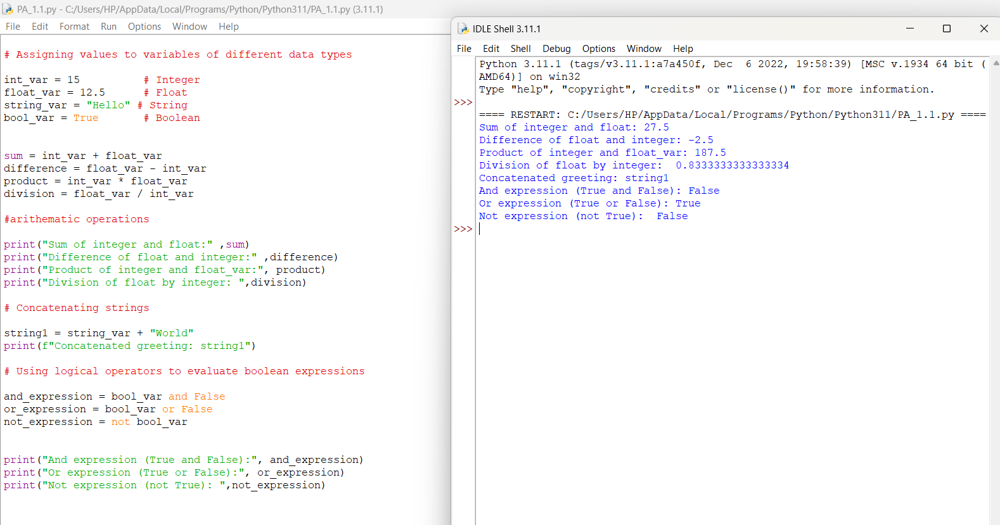 PA_1.1.py - C:/Users/HP/AppData/Local/Programs/Python/Python311/PA_1.1.py (3.11.1)
File Edit Format Run Options Window Help
# Assigning values to variables of different data types
int_var = 15 # Integer
float_var = 12.5 # Float
string_var = "Hello" # String
bool_var = True # Boolean
sum = int_var + float_var
difference = float_var - int_var
product = int_var * float_var
division = float_var / int_var
#arithematic operations
print("Sum of integer and float:" ,sum)
print("Difference of float and integer:" ,difference)
print("Product of integer and float_var:", product)
print("Division of float by integer: ",division)
# Concatenating strings
string1 = string_var + "World"
print(f"Concatenated greeting: string1")
# Using logical operators to evaluate boolean expressions
and_expression = bool_var and False
or_expression = bool_var or False
not_expression = not bool_var
print("And expression (True and False):", and_expression)
print("Or expression (True or False):", or_expression)
print("Not expression (not True): ",not_expression)
IDLE Shell 3.11.1
File Edit Shell Debug Options Window Help
Python 3.11.1 (tags/v3.11.1:a7a450f, Dec  6 2022, 19:58:39) [MSC v.1934 64 bit (
AMD64)] on win32
Type "help", "copyright", "credits" or "license()" for more information.
>>>
==== RESTART: C:/Users/HP/AppData/Local/Programs/Python/Python311/PA_1.1.py ====
Sum of integer and float: 27.5
Difference of float and integer: -2.5
Product of integer and float_var: 187.5
Division of float by integer:  0.8333333333333334
Concatenated greeting: string1
And expression (True and False): False
Or expression (True or False): True
Not expression (not True):  False
>>>